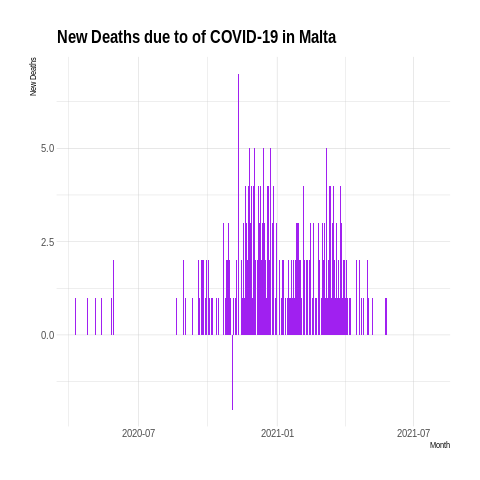 New Deaths due to of COVID-19 in Malta
New Deaths
5.0
2.5
0.0
2020-07
2021-01
2021-07
Month